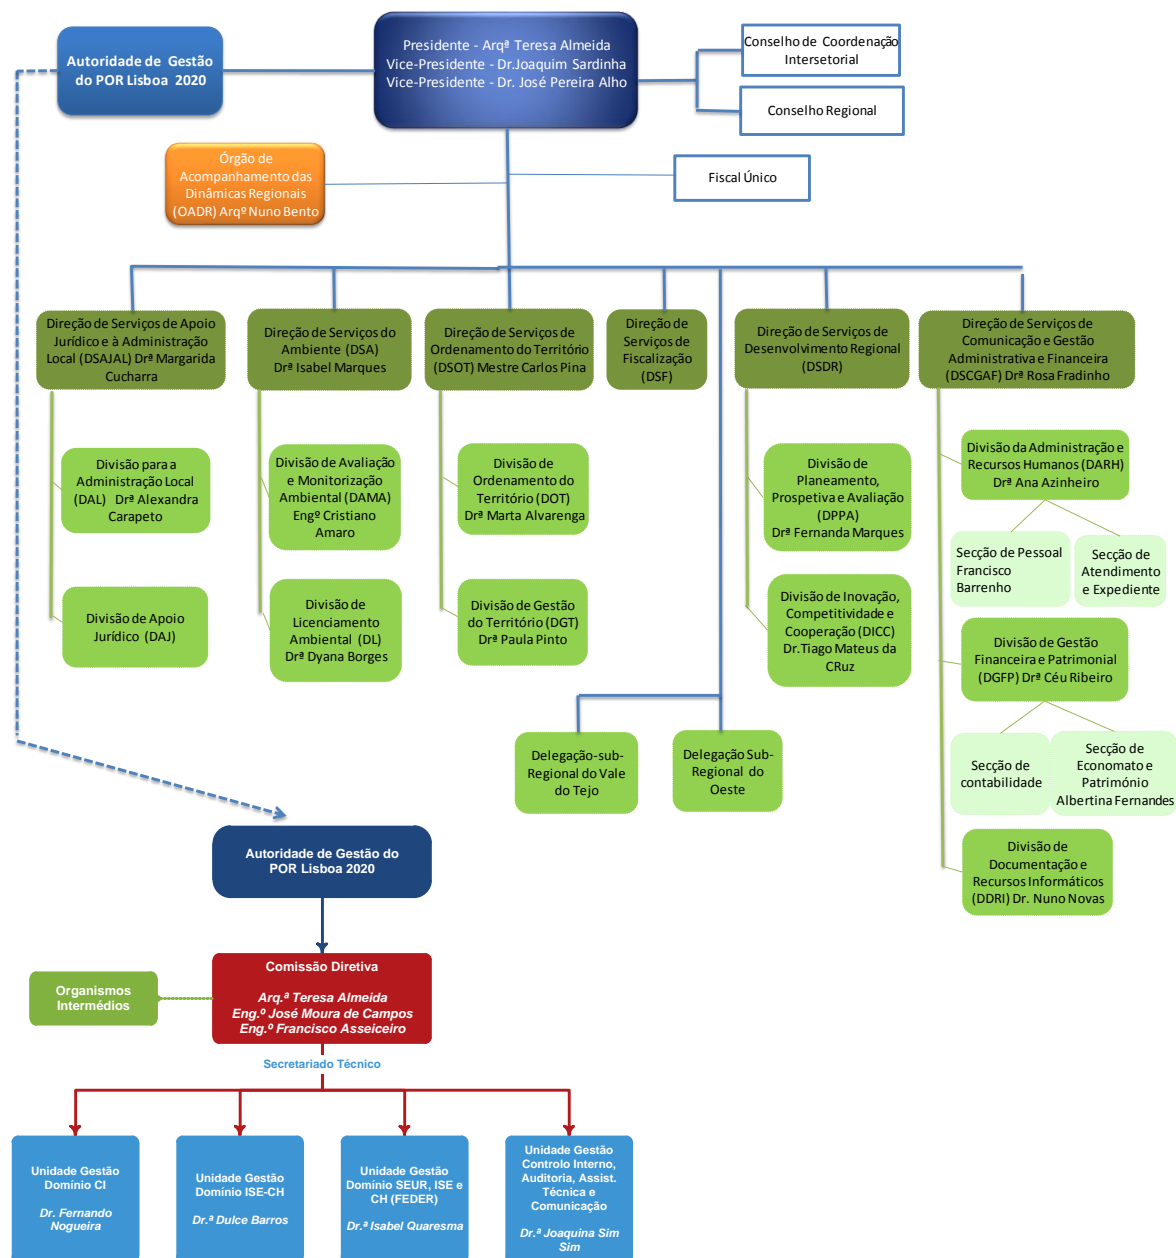 Autoridade de Gestão
do POR Lisboa 2020
Presidente - Arqª Teresa Almeida
Vice-Presidente - Dr.Joaquim Sardinha
Vice-Presidente - Dr. José Pereira Alho
Conselho de Coordenação
Intersetorial
Conselho Regional
Órgão de
Acompanhamento das
Dinâmicas Regionais
(OADR) Arqº Nuno Bento
Fiscal Único
Direção de Serviços de Apoio
Jurídico e à Administração
Local (DSAJAL) Drª Margarida
Cucharra
Direção de Serviços do
Ambiente (DSA)
Drª Isabel Marques
Direção de Serviços de
Ordenamento do Território
(DSOT) Mestre Carlos Pina
Direção de
Serviços de
Fiscalização
(DSF)
Direção de Serviços de
Desenvolvimento Regional
(DSDR)
Direção de Serviços de
Comunicação e Gestão
Administrativa e Financeira
(DSCGAF) Drª Rosa Fradinho
Divisão para a
Administração Local
(DAL) Drª Alexandra
Carapeto
Divisão de Avaliação
e Monitorização
Ambiental (DAMA)
Engº Cristiano
Amaro
Divisão de
Ordenamento do
Território (DOT)
Drª Marta Alvarenga
Divisão de
Planeamento,
Prospetiva e Avaliação
(DPPA)
Drª Fernanda Marques
Divisão da Administração e
Recursos Humanos (DARH)
Drª Ana Azinheiro
Secção de Pessoal
Francisco
Barrenho
Secção de
Atendimento
e Expediente
Divisão de Apoio
Jurídico (DAJ)
Divisão de
Licenciamento
Ambiental (DL)
Drª Dyana Borges
Divisão de Gestão
do Território (DGT)
Drª Paula Pinto
Divisão de Inovação,
Competitividade e
Cooperação (DICC)
Dr.Tiago Mateus da
CRuz
Divisão de Gestão
Financeira e Patrimonial
(DGFP) Drª Céu Ribeiro
Delegação-sub-
Regional do Vale
do Tejo
Delegação Sub-
Regional do
Oeste
Secção de
contabilidade
Secção de
Economato e
Património
Albertina Fernandes
Divisão de
Documentação e
Recursos Informáticos
(DDRI) Dr. Nuno Novas
Autoridade de Gestão do
POR Lisboa 2020
Organismos
Intermédios
Comissão Diretiva
Arq.ª Teresa Almeida
Eng.º José Moura de Campos
Eng.º Francisco Asseiceiro
Secretariado Técnico
Unidade Gestão
Domínio CI
Dr. Fernando
Nogueira
Unidade Gestão
Domínio ISE-CH
Dr.ª Dulce Barros
Unidade Gestão
Domínio SEUR, ISE e
CH (FEDER)
Dr.ª Isabel Quaresma
Unidade Gestão
Controlo Interno,
Auditoria, Assist.
Técnica e
Comunicação
Dr.ª Joaquina Sim
Sim